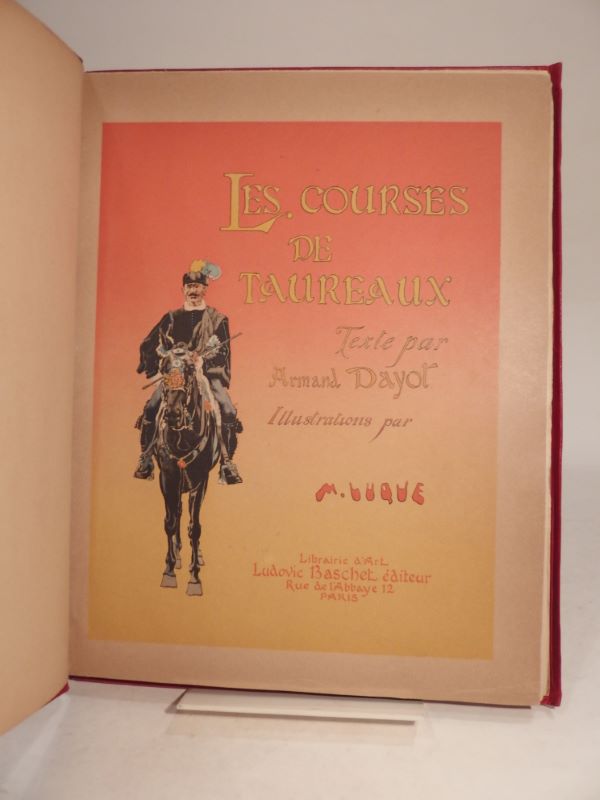 LES. COURSES
DE
TAUREAUX
Texte par
Armand Dayot
Illustrations par
M. LUQUE
Librairie d'Art
Ludovic Baschet éditeur
Rue de l'Abbaye 12
PARIS